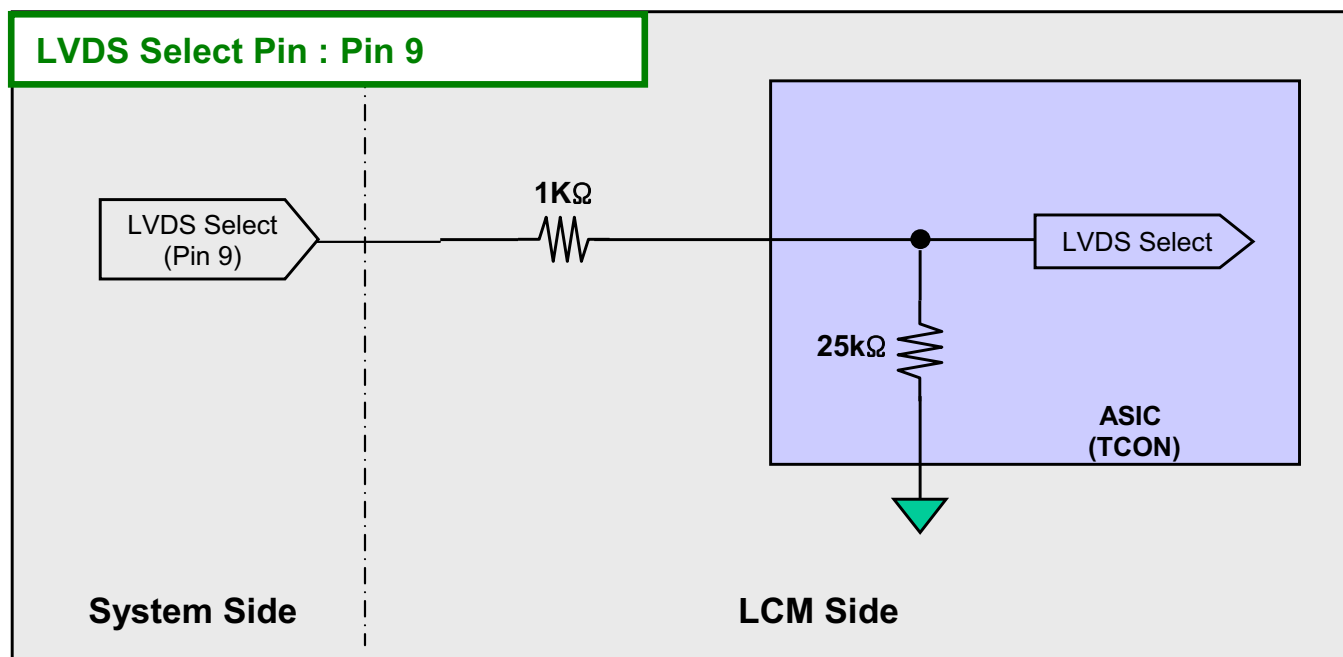 LVDS Select Pin : Pin 9
1KΩ
LVDS Select
(Pin 9)
LVDS Select
25kΩ
ASIC
(TCON)
System Side
LCM Side